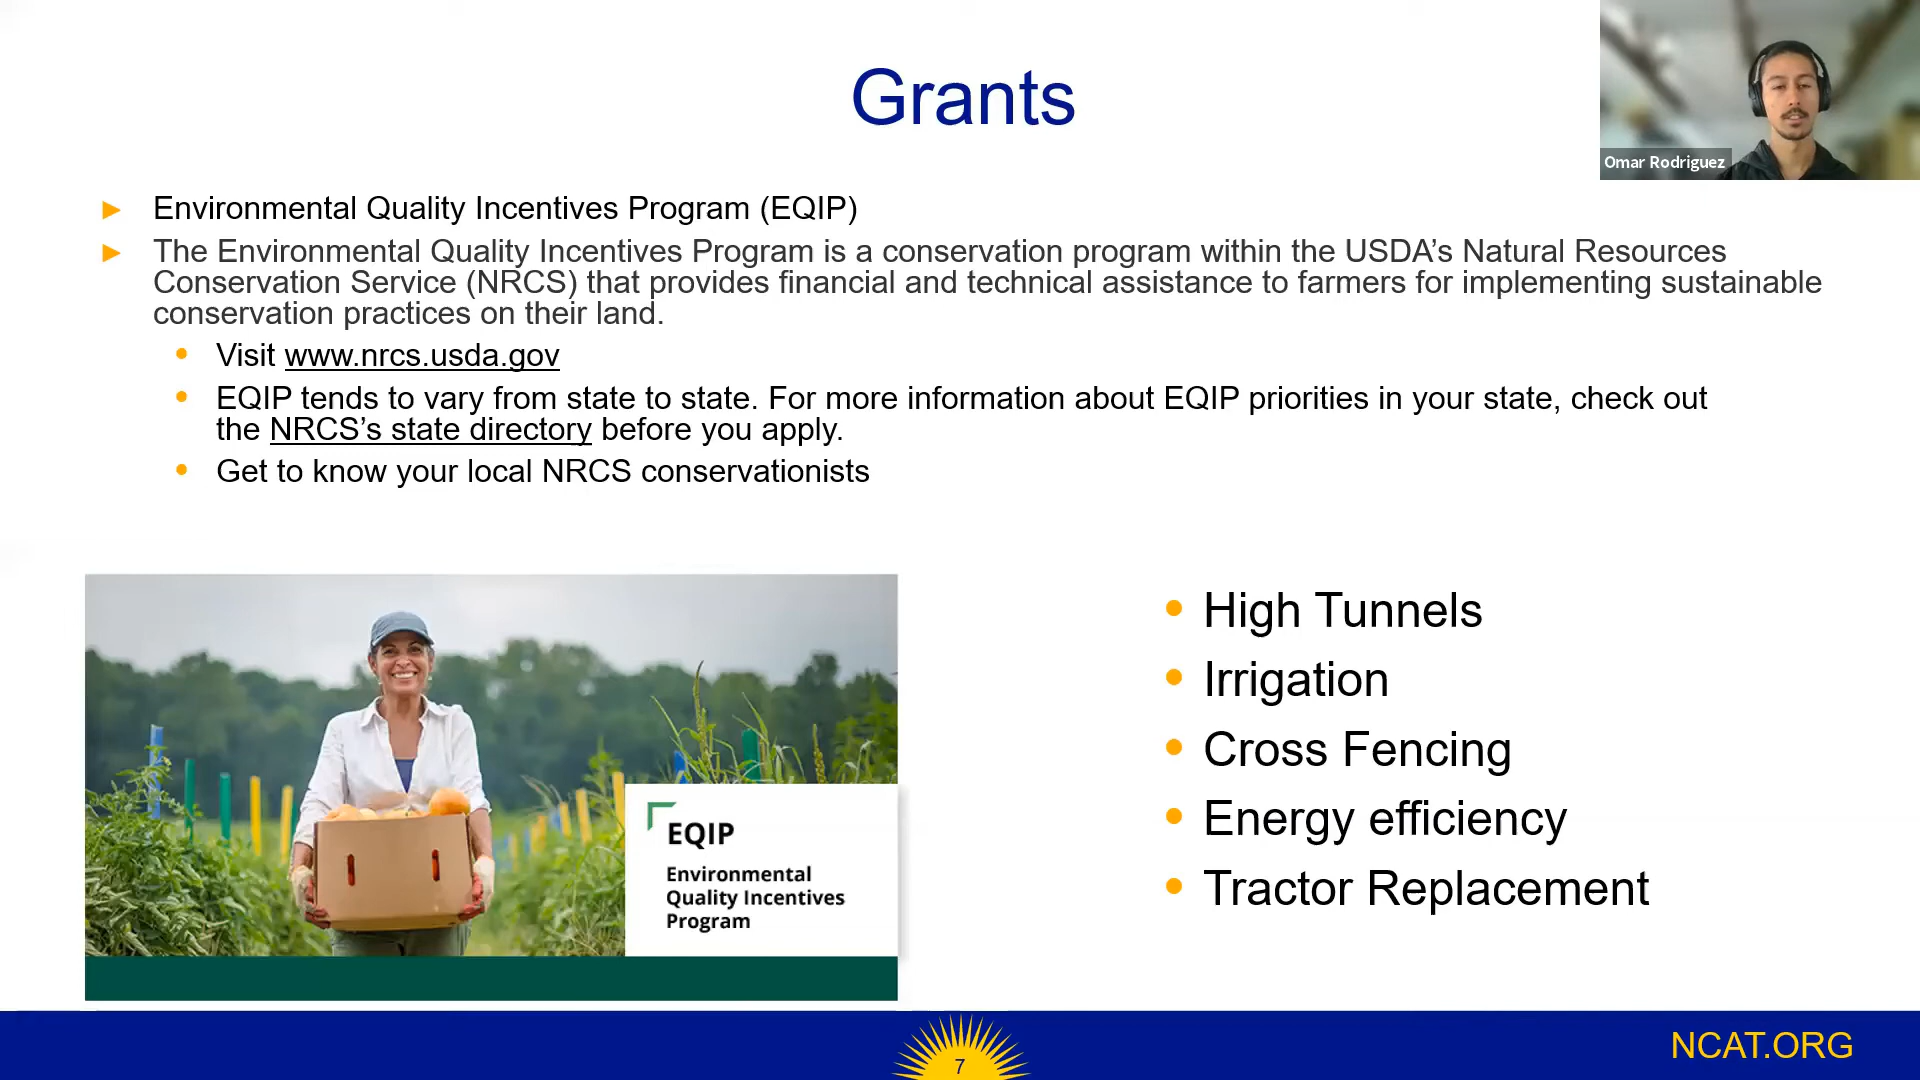 Grants
Omar Rodriguez
Environmental Quality Incentives Program (EQIP)
The Environmental Quality Incentives Program is a conservation program within the USDA’s Natural Resources
Conservation Service (NRCS) that provides financial and technical assistance to farmers for implementing sustainable
conservation practices on their land.
Visit www.nrcs.usda.gov
EQIP tends to vary from state to state. For more information about EQIP priorities in your state, check out
the NRCS’s state directory before you apply.
Get to know your local NRCS conservationists
EQIP
Environmental
Quality Incentives
Program
High Tunnels
Irrigation
Cross Fencing
Energy efficiency
Tractor Replacement
7
NCAT.ORG